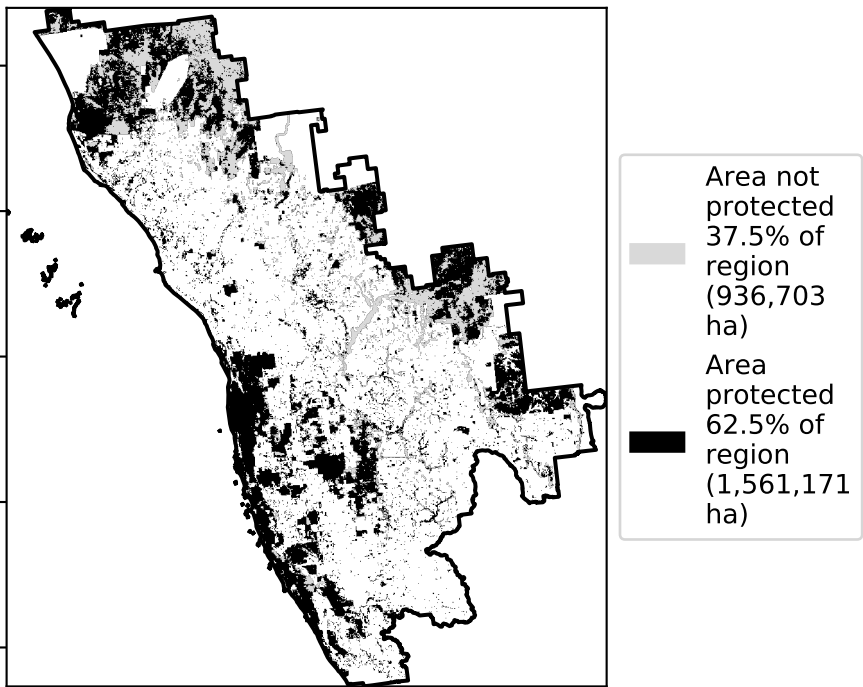 Area not
protected
37.5% of
region
(936,703
ha)
Area
protected
62.5% of
region
(1,561,171
ha)